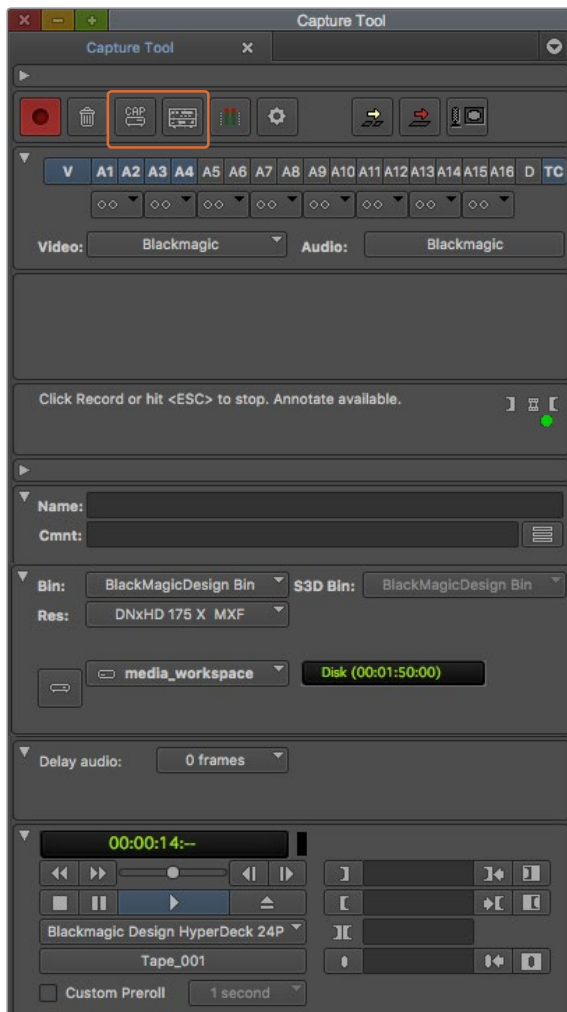 Capture Tool
Capture Tool
CAP
V A1 A2 A3 A4 A5 A6 A7 A8 A9 A10 A11 A12 A13 A14 A15 A16 D TC
Video: Blackmagic Audio: Blackmagic
Click Record or hit <ESC> to stop. Annotate available.
Name:
Cmnt:
Bin: BlackMagicDesign Bin S3D Bin: BlackMagicDesign Bin
Res: DNxHD 175 X MXF
media_workspace Disk (00:01:50:00)
Delay audio: 0 frames
00:00:14:--
Blackmagic Design HyperDeck 24P
Tape_001
Custom Preroll 1 second